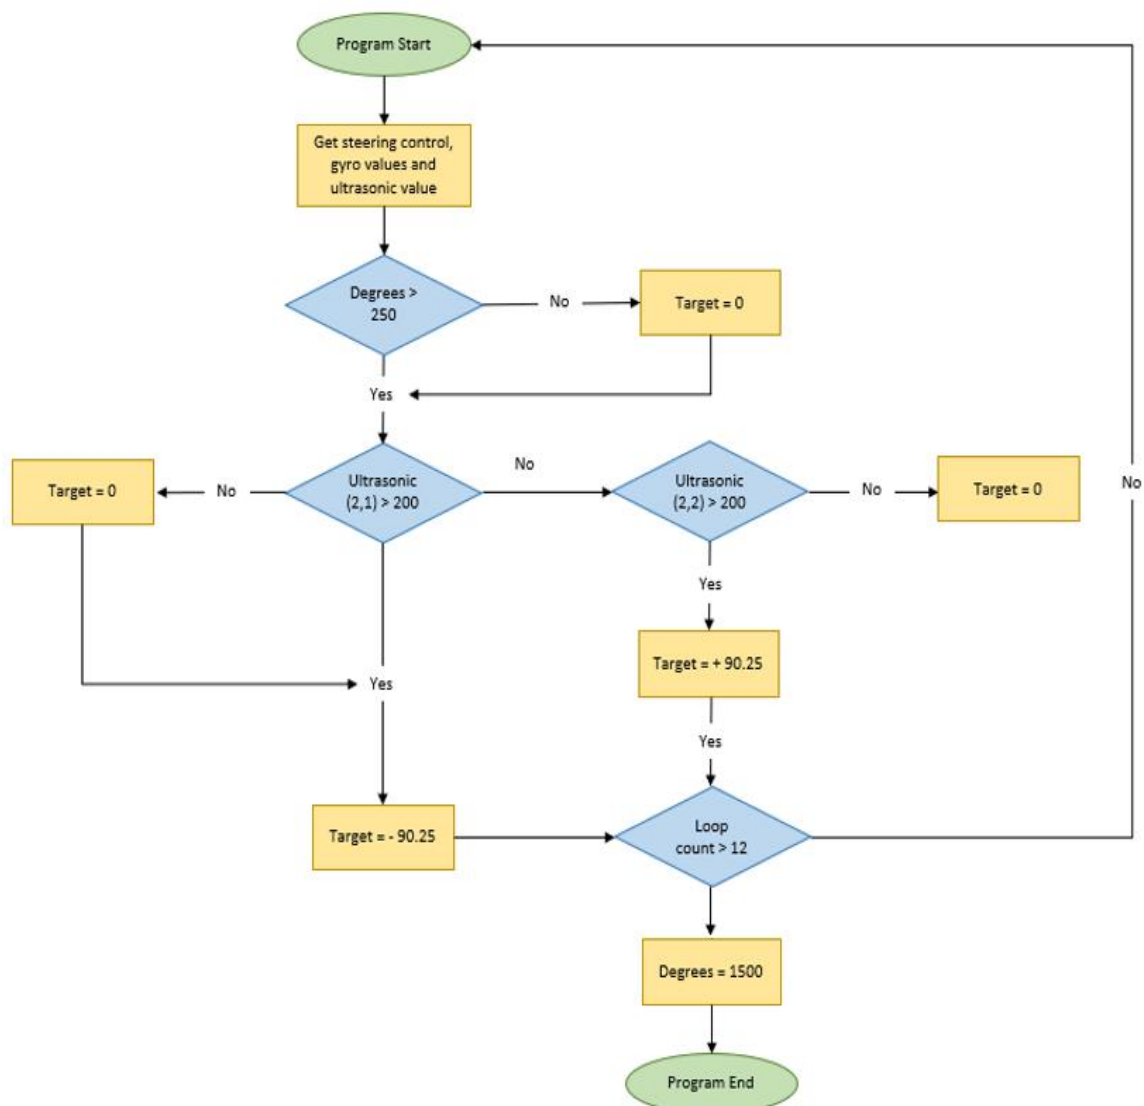 Program Start
Get steering control,
gyro values and
ultrasonic value
Degrees >
250
No
Target = 0
Yes
Target = 0
No
Ultrasonic
(2,1) > 200
No
Ultrasonic
(2,2) > 200
No
Target = 0
No
Yes
Target = + 90.25
Yes
Yes
Target = - 90.25
Loop
count > 12
Degrees = 1500
Program End